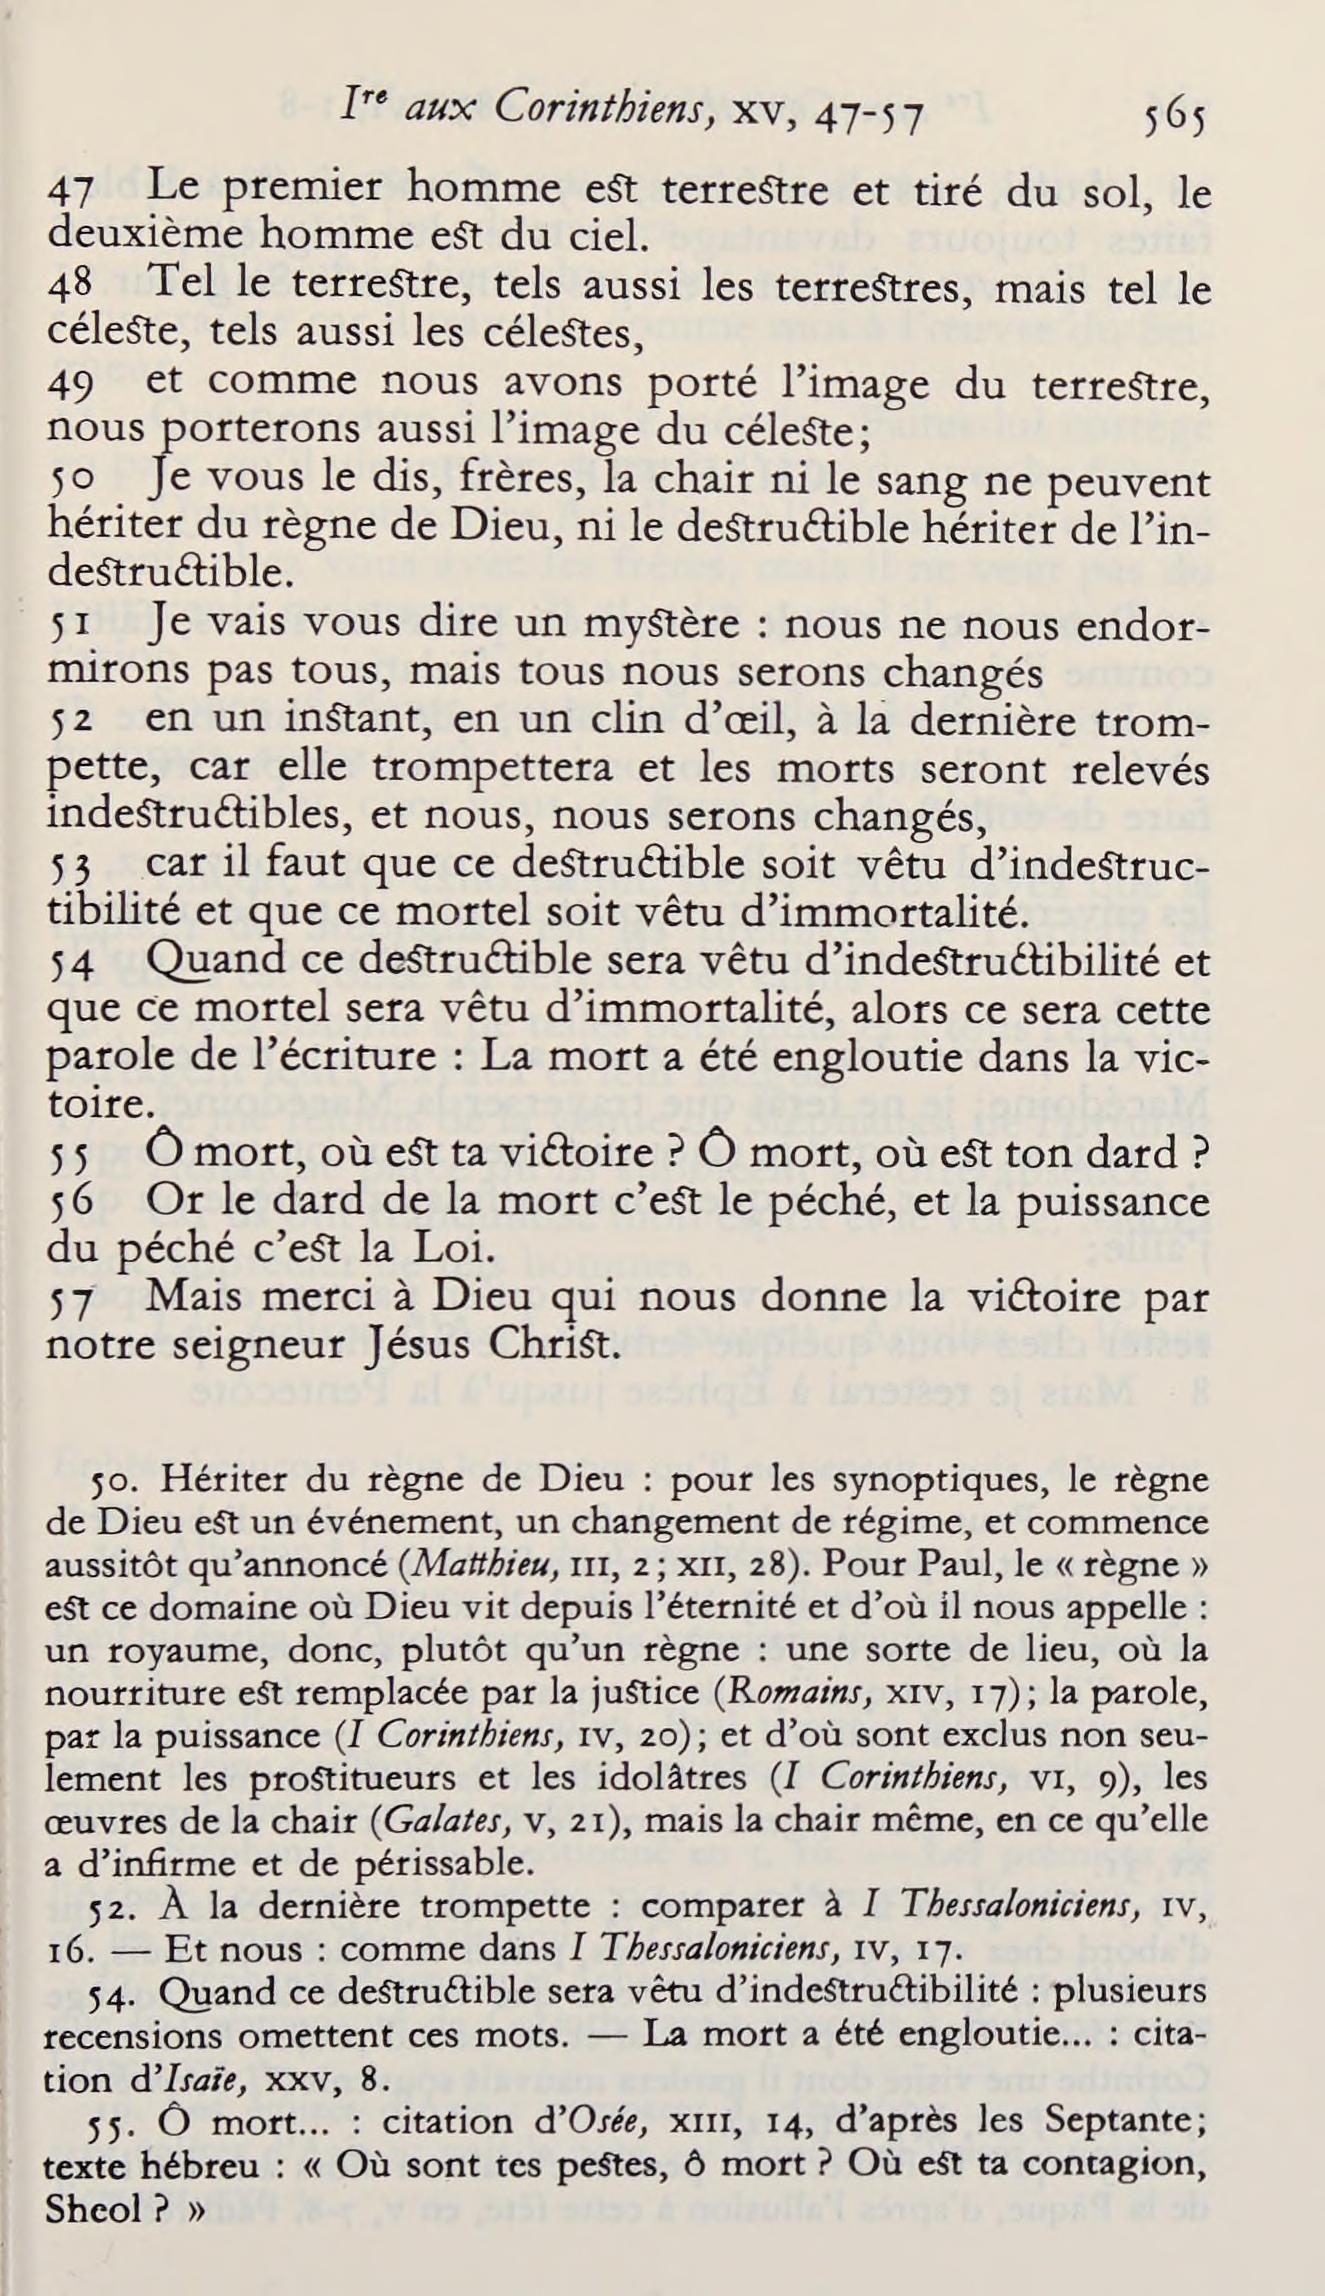 Iʳᵉ aux Corinthiens, XV, 47-57 565
47 Le premier homme est terrestre et tiré du sol, le
deuxième homme est du ciel.
48 Tel le terrestre, tels aussi les terrestres, mais tel le
céleste, tels aussi les célestes,
49 et comme nous avons porté l’image du terrestre,
nous porterons aussi l’image du céleste;
50 Je vous le dis, frères, la chair ni le sang ne peuvent
hériter du règne de Dieu, ni le destructible hériter de l’in-
destructible.
51 Je vais vous dire un mystère : nous ne nous endor-
mirons pas tous, mais tous nous serons changés
52 en un instant, en un clin d’œil, à la dernière trom-
pette, car elle trompettera et les morts seront relevés
indestructibles, et nous, nous serons changés,
53 car il faut que ce destructible soit vêtu d’indestruc-
tibilité et que ce mortel soit vêtu d’immortalité.
54 Quand ce destructible sera vêtu d’indestructibilité et
que ce mortel sera vêtu d’immortalité, alors ce sera cette
parole de l’écriture : La mort a été engloutie dans la vic-
toire.
55 Ô mort, où est ta victoire ? Ô mort, où est ton dard ?
56 Or le dard de la mort c’est le péché, et la puissance
du péché c’est la Loi.
57 Mais merci à Dieu qui nous donne la victoire par
notre seigneur Jésus Christ.
50. Hériter du règne de Dieu : pour les synoptiques, le règne
de Dieu est un événement, un changement de régime, et commence
aussitôt qu’annoncé (Matthieu, III, 2 ; XII, 28). Pour Paul, le « règne »
est ce domaine où Dieu vit depuis l’éternité et d’où il nous appelle :
un royaume, donc, plutôt qu’un règne : une sorte de lieu, où la
nourriture est remplacée par la justice (Romains, XIV, 17); la parole,
par la puissance (I Corinthiens, IV, 20); et d’où sont exclus non seu-
lement les prostitueurs et les idolâtres (I Corinthiens, VI, 9), les
œuvres de la chair (Galates, V, 21), mais la chair même, en ce qu’elle
a d’infirme et de périssable.
52. À la dernière trompette : comparer à I Thessaloniciens, IV,
16. — Et nous : comme dans I Thessaloniciens, IV, 17.
54. Quand ce destructible sera vêtu d’indestructibilité : plusieurs
recensions omettent ces mots. — La mort a été engloutie... : cita-
tion d’Isaïe, XXV, 8.
55. Ô mort... : citation d’Osée, XIII, 14, d’après les Septante;
texte hébreu : « Où sont tes pestes, ô mort ? Où est ta contagion,
Sheol ? »